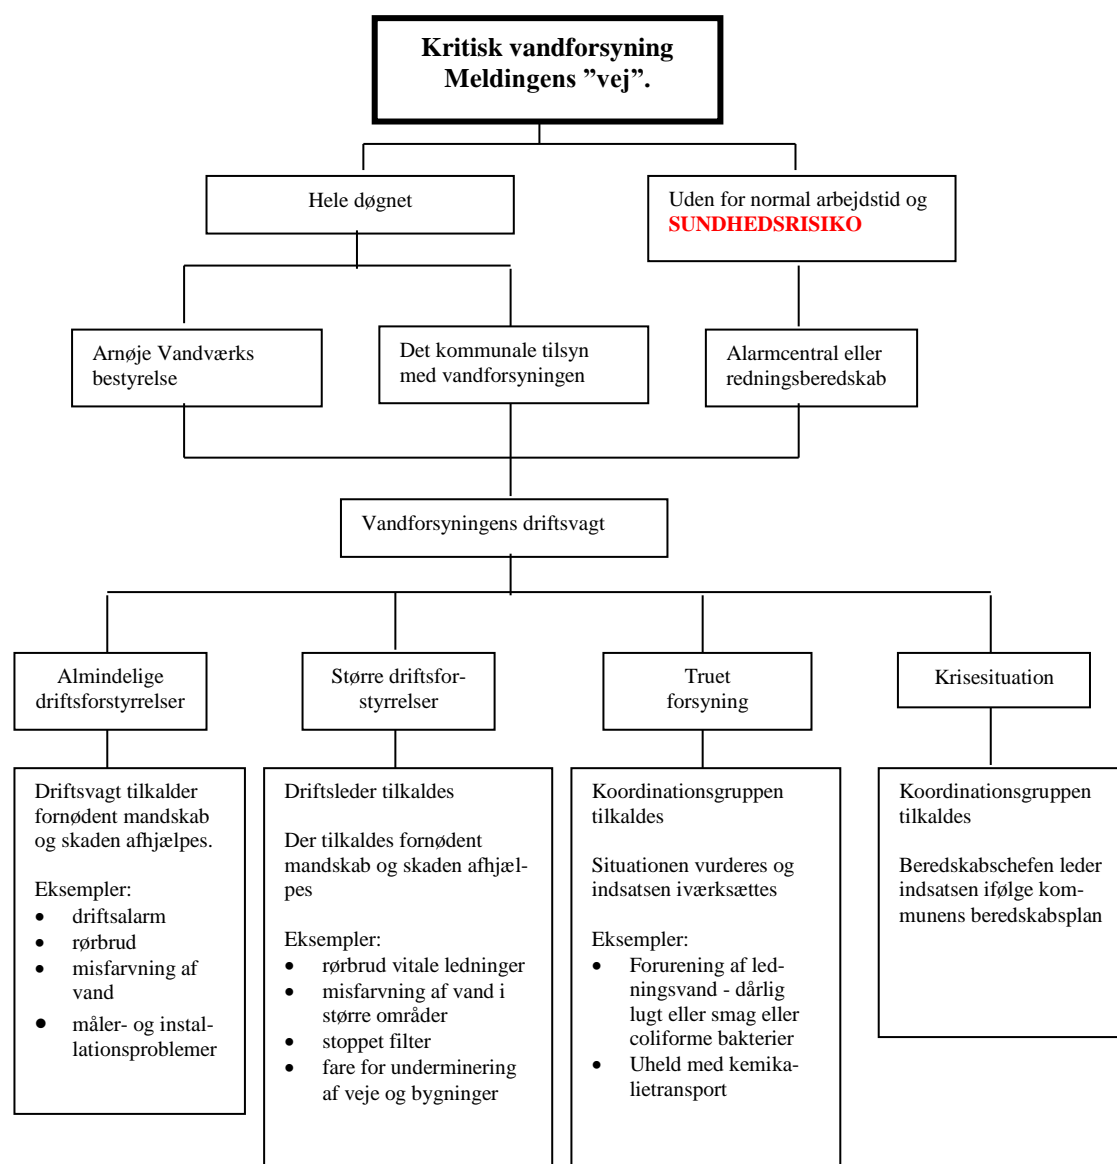 Kritisk vandforsyning
Meldingens ”vej”.
Hele døgnet
Uden for normal arbejdstid og
SUNDHEDSRISIKO
Arnøje Vandværks
bestyrelse
Det kommunale tilsyn
med vandforsyningen
Alarmcentral eller
redningsberedskab
Vandforsyningens driftsvagt
Almindelige
driftsforstyrrelser
Større driftsfor-
styrrelser
Truet
forsyning
Krisesituation
Driftsvagt tilkalder
fornødent mandskab
og skaden afhjælpes.
Eksempler:
• driftsalarm
• rørbrud
• misfarvning af
vand
• måler- og instal-
lationsproblemer
Driftsleder tilkaldes
Der tilkaldes fornødent
mandskab og skaden afhjæl-
pes
Eksempler:
• rørbrud vitale ledninger
• misfarvning af vand i
større områder
• stoppet filter
• fare for underminering
af veje og bygninger
Koordinationsgruppen
tilkaldes
Situationen vurderes og
indsatsen iværksættes
Eksempler:
• Forurening af led-
ningsvand - dårlig
lugt eller smag eller
coliforme bakterier
• Uheld med kemika-
lietransport
Koordinationsgruppen
tilkaldes
Beredskabschefen leder
indsatsen ifølge kom-
munens beredskabsplan